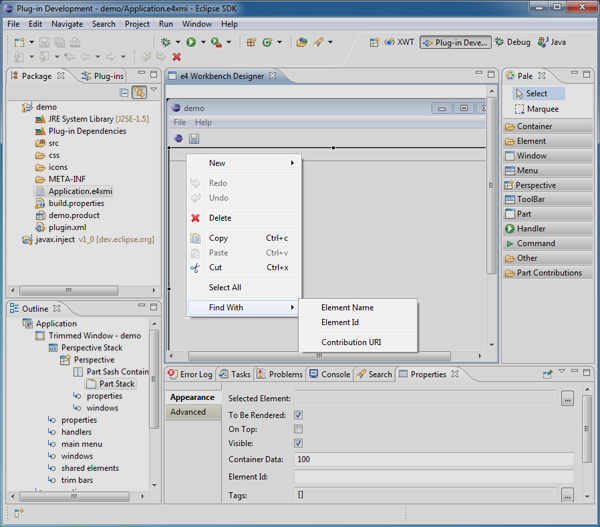 Plug-in Development - demo/Application.e4xmi - Eclipse SDK
File Edit Navigate Search Project Run Window Help
XWT Plug-in Deve... Debug Java
Package Plug-ins
demo
JRE System Library [J2SE-1.5]
Plug-in Dependencies
src
css
icons
META-INF
Application.e4xmi
build.properties
demo.product
plugin.xml
javax.inject v1_0 [dev.eclipse.org]
Outline
Application
Trimmed Window - demo
Perspective Stack
Perspective
Part Sash Contain
Part Stack
properties
windows
properties
handlers
main menu
windows
shared elements
trim bars
e4 Workbench Designer
demo
File Help
New
Redo
Undo
Delete
Copy Ctrl+c
Paste Ctrl+v
Cut Ctrl+x
Select All
Find With
Element Name
Element Id
Contribution URI
Pale
Select
Marquee
Container
Element
Window
Menu
Perspective
ToolBar
Part
Handler
Command
Other
Part Contributions
Error Log Tasks Problems Console Search Properties
Appearance
Advanced
Selected Element:
...
To Be Rendered:
On Top:
Visible:
Container Data: 100
Element Id:
Tags: []
...